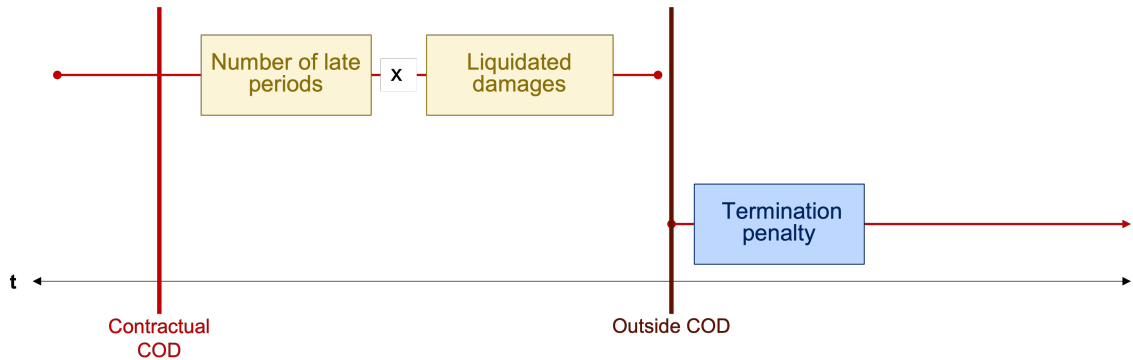 Number of late
periods
x
Liquidated
damages
Termination
penalty
t
Contractual
COD
Outside COD